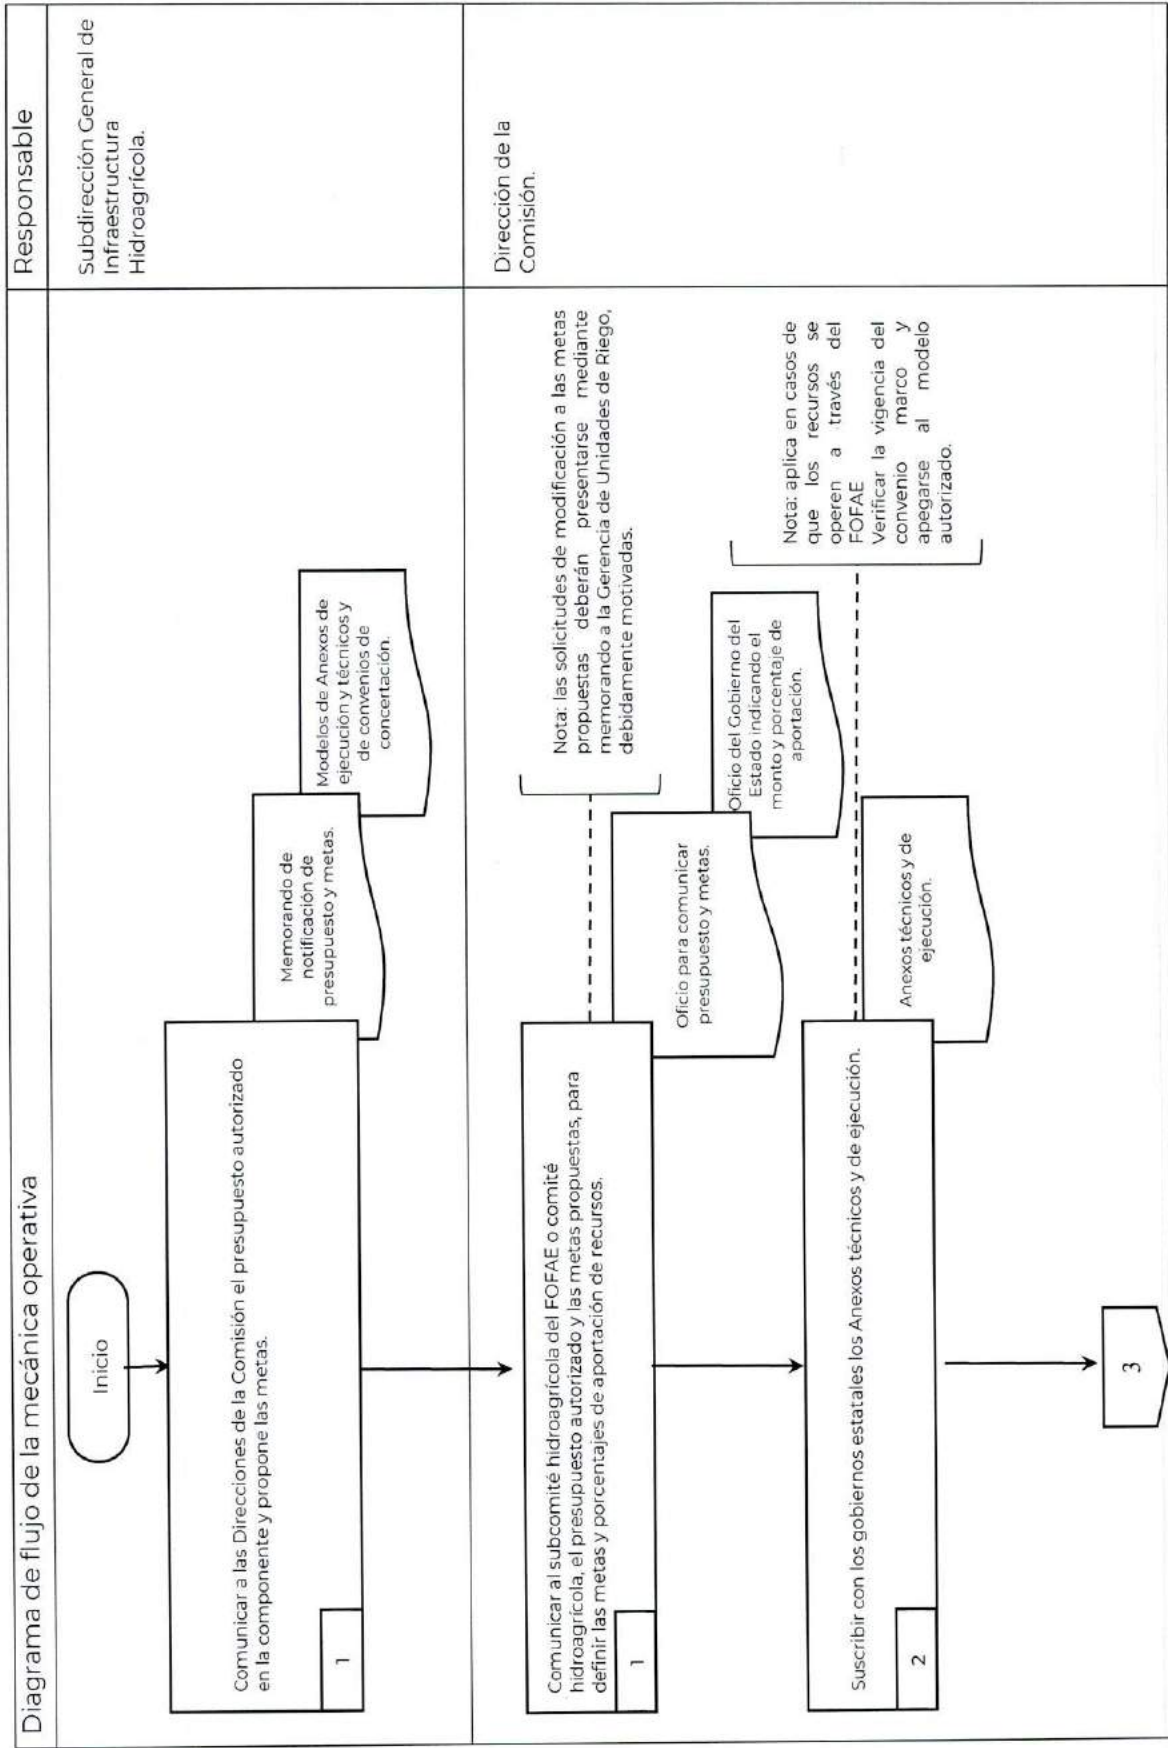 Diagrama de flujo de la mecánica operativa
Responsable
Inicio
Subdirección General de
Infraestructura
Hidroagrícola.
Comunicar a las Direcciones de la Comisión el presupuesto autorizado
en la componente y propone las metas.
1
Memorando de
notificación de
presupuesto y metas.
Modelos de Anexos de
ejecución y técnicos y
de convenios de
concertación.
Dirección de la
Comisión.
Comunicar al subcomité hidroagrícola del FOFAE o comité
hidroagrícola, el presupuesto autorizado y las metas propuestas, para
definir las metas y porcentajes de aportación de recursos.
1
Nota: las solicitudes de modificación a las metas
propuestas deberán presentarse mediante
memorando a la Gerencia de Unidades de Riego,
debidamente motivadas.
Oficio para comunicar
presupuesto y metas.
Oficio del Gobierno del
Estado indicando el
monto y porcentaje de
aportación.
Suscribir con los gobiernos estatales los Anexos técnicos y de ejecución.
2
Anexos técnicos y de
ejecución.
Nota: aplica en casos de
que los recursos se
operen a través del
FOFAE
Verificar la vigencia del
convenio marco y
apegarse al modelo
autorizado.
3